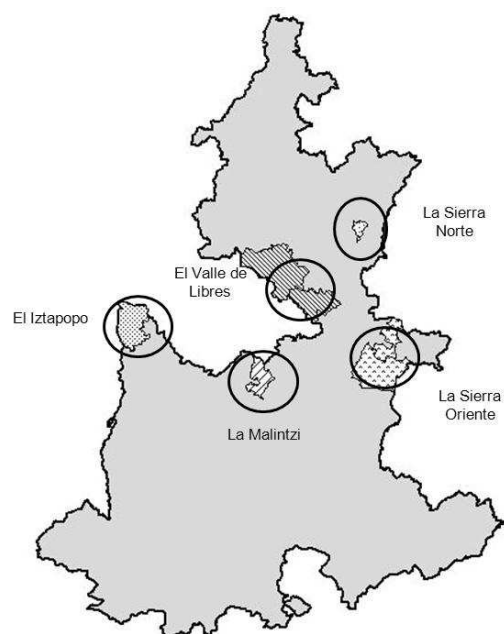 La Sierra
Norte
El Valle de
Libres
El Iztapopo
La Sierra
Oriente
La Malintzi